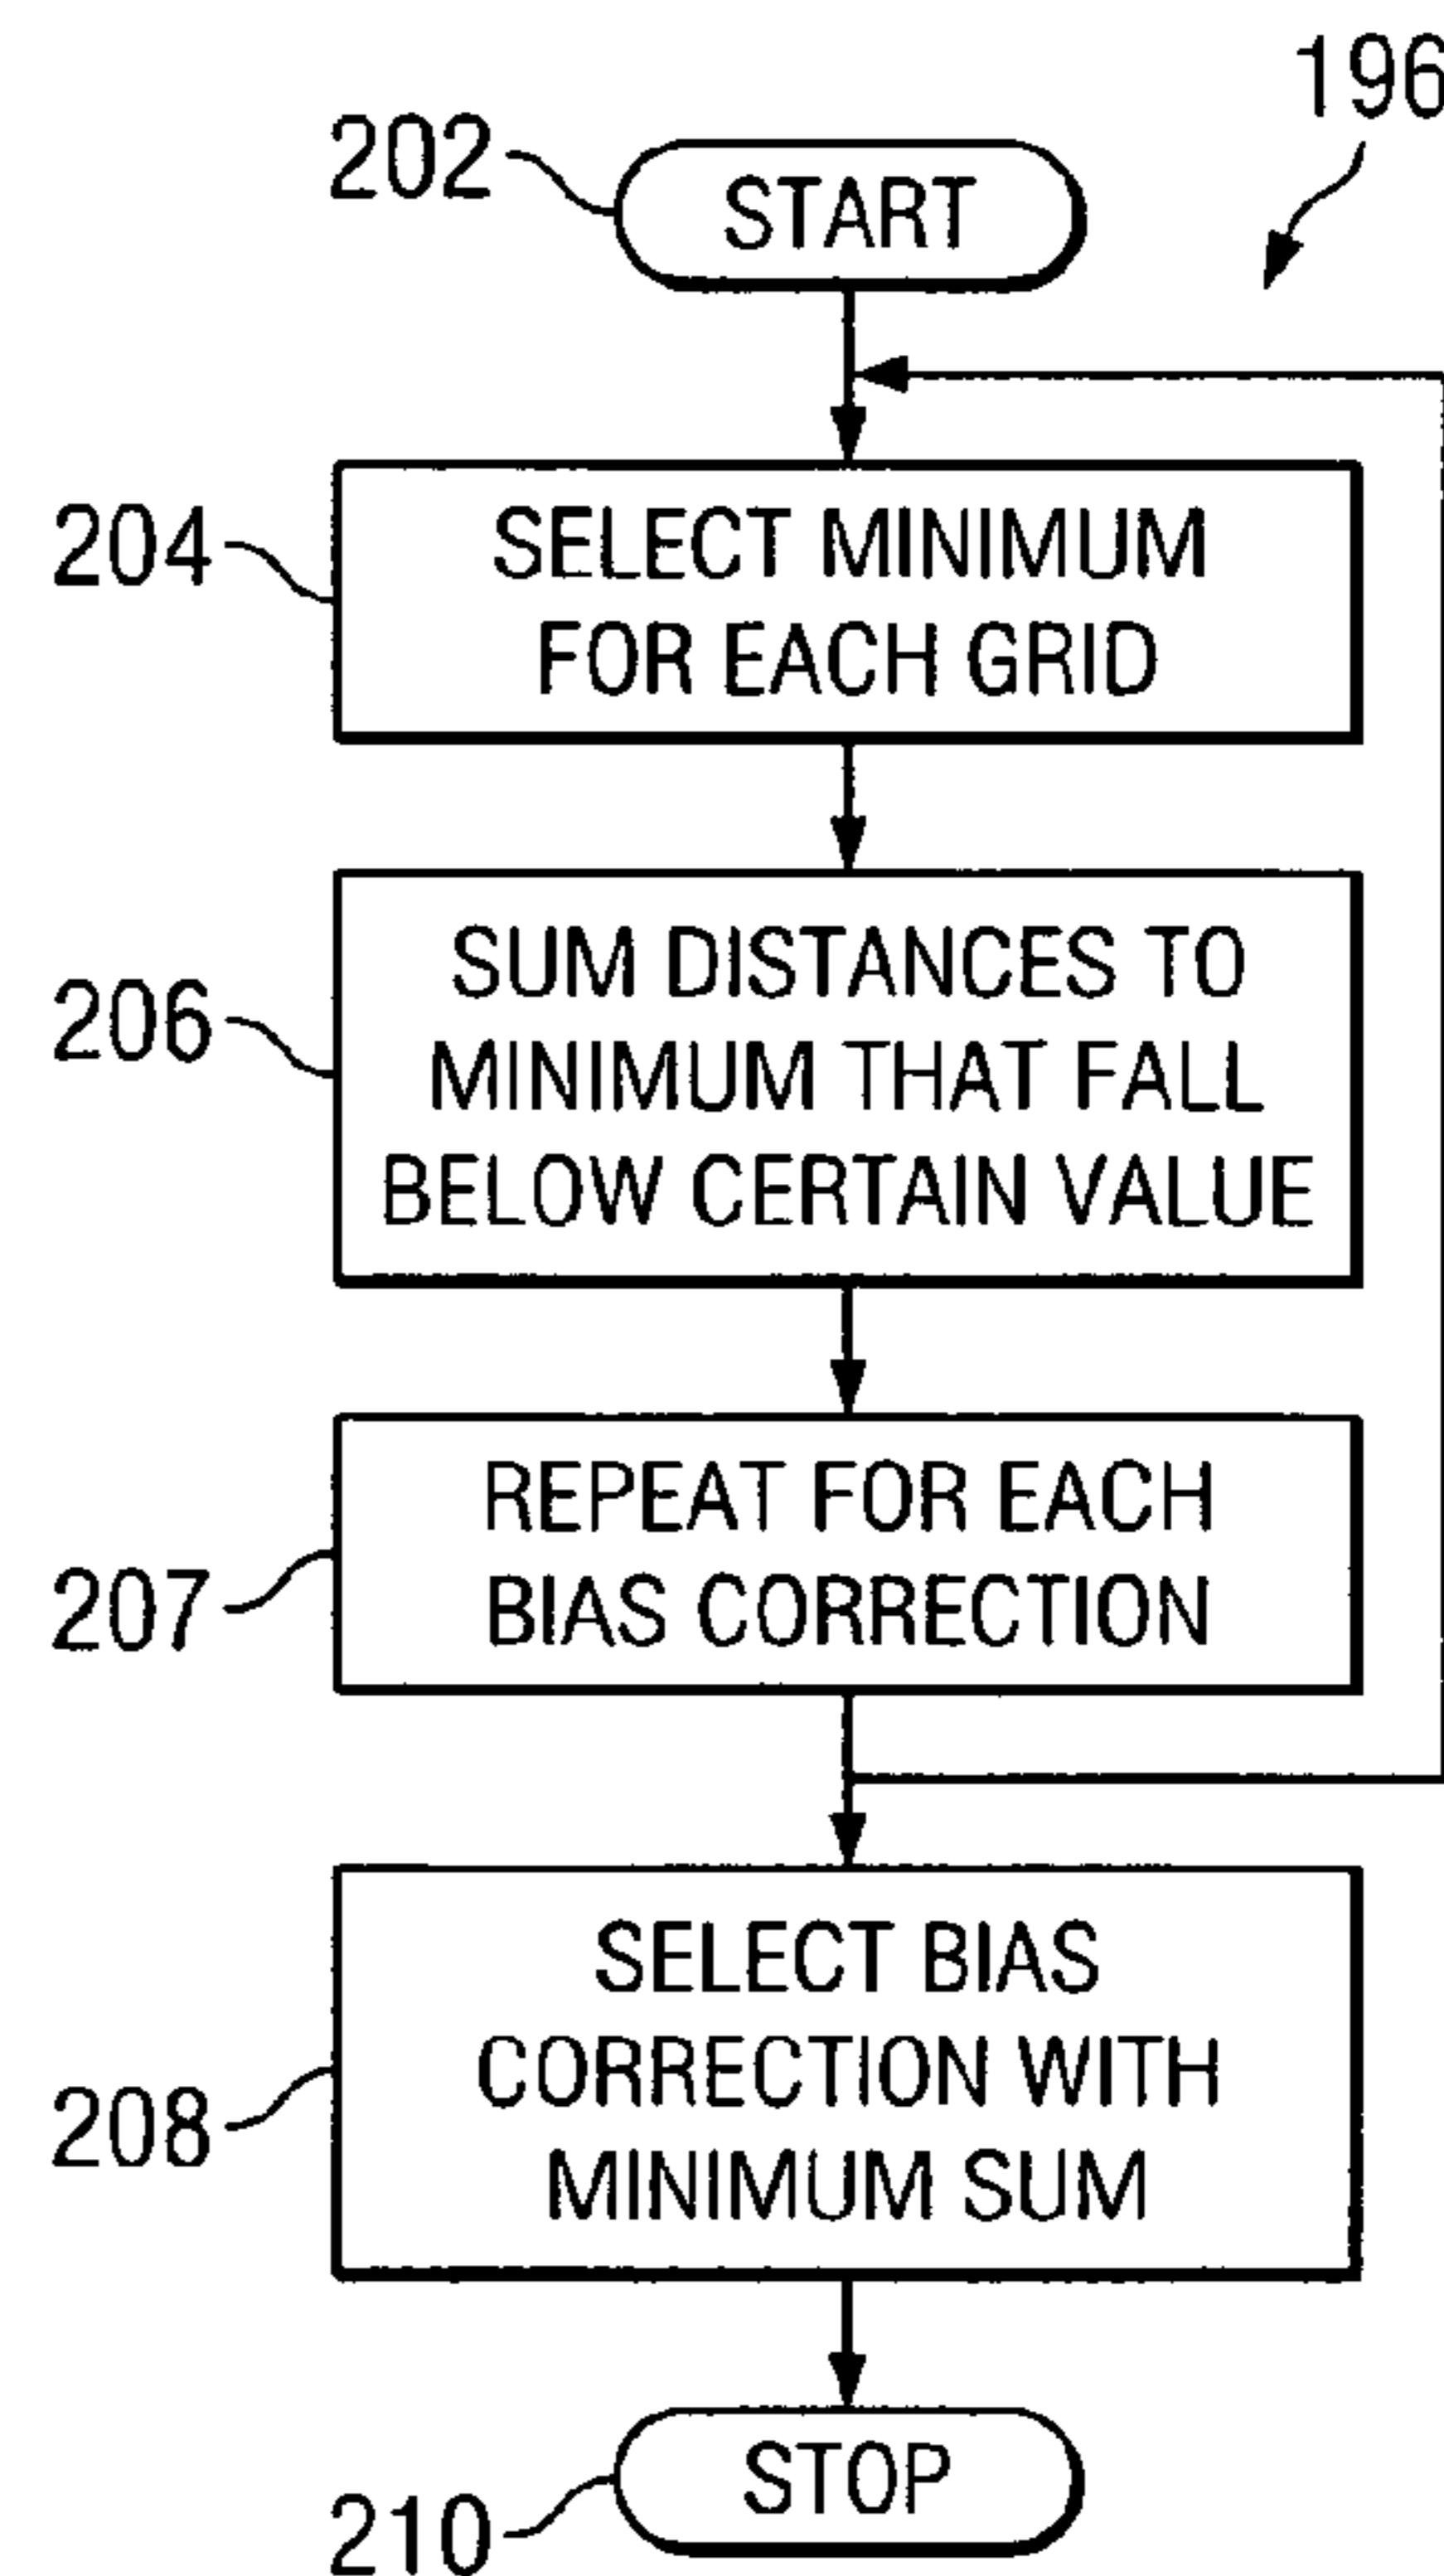 196
202
START
204
SELECT MINIMUM
FOR EACH GRID
206
SUM DISTANCES TO
MINIMUM THAT FALL
BELOW CERTAIN VALUE
207
REPEAT FOR EACH
BIAS CORRECTION
208
SELECT BIAS
CORRECTION WITH
MINIMUM SUM
210
STOP